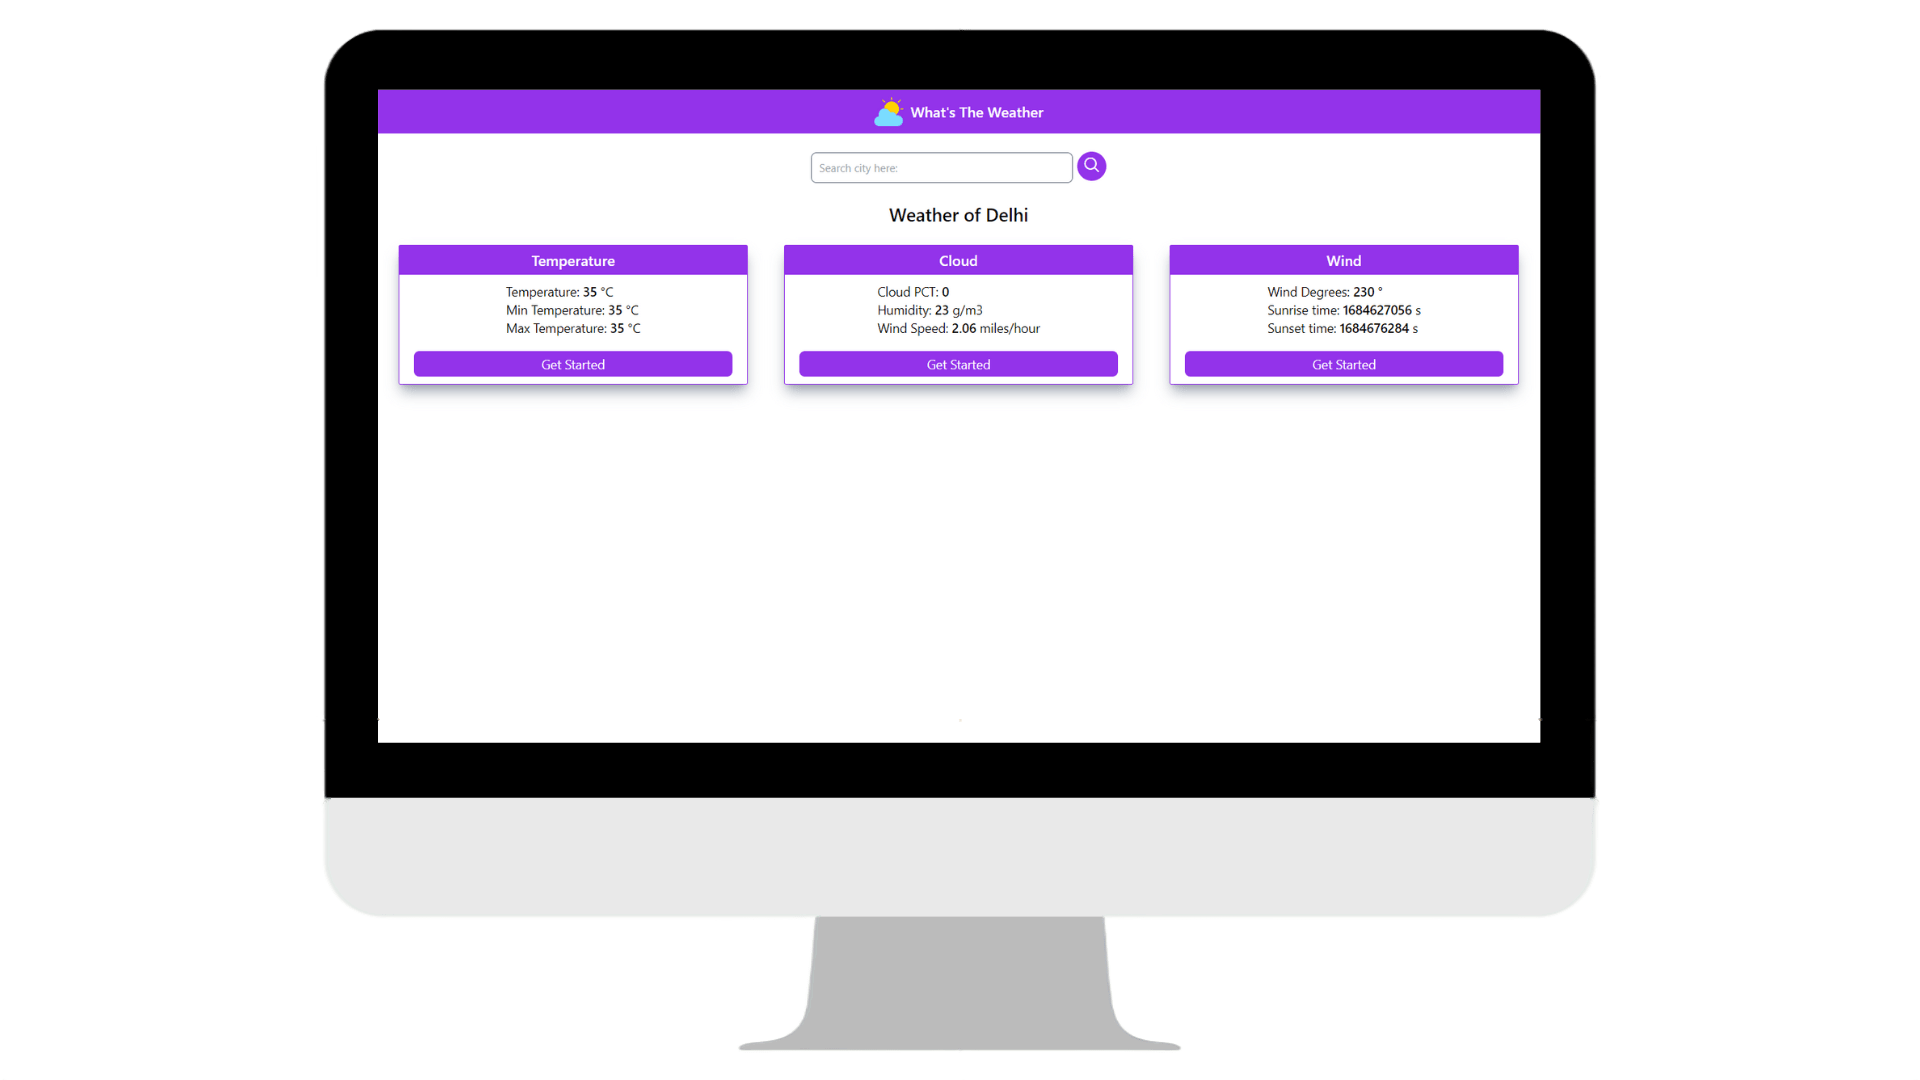 What's The Weather
Search city here:
Weather of Delhi
Temperature
Temperature: 35 °C
Min Temperature: 35 °C
Max Temperature: 35 °C
Get Started
Cloud
Cloud PCT: 0
Humidity: 23 g/m3
Wind Speed: 2.06 miles/hour
Get Started
Wind
Wind Degrees: 230 °
Sunrise time: 1684627056 s
Sunset time: 1684676284 s
Get Started